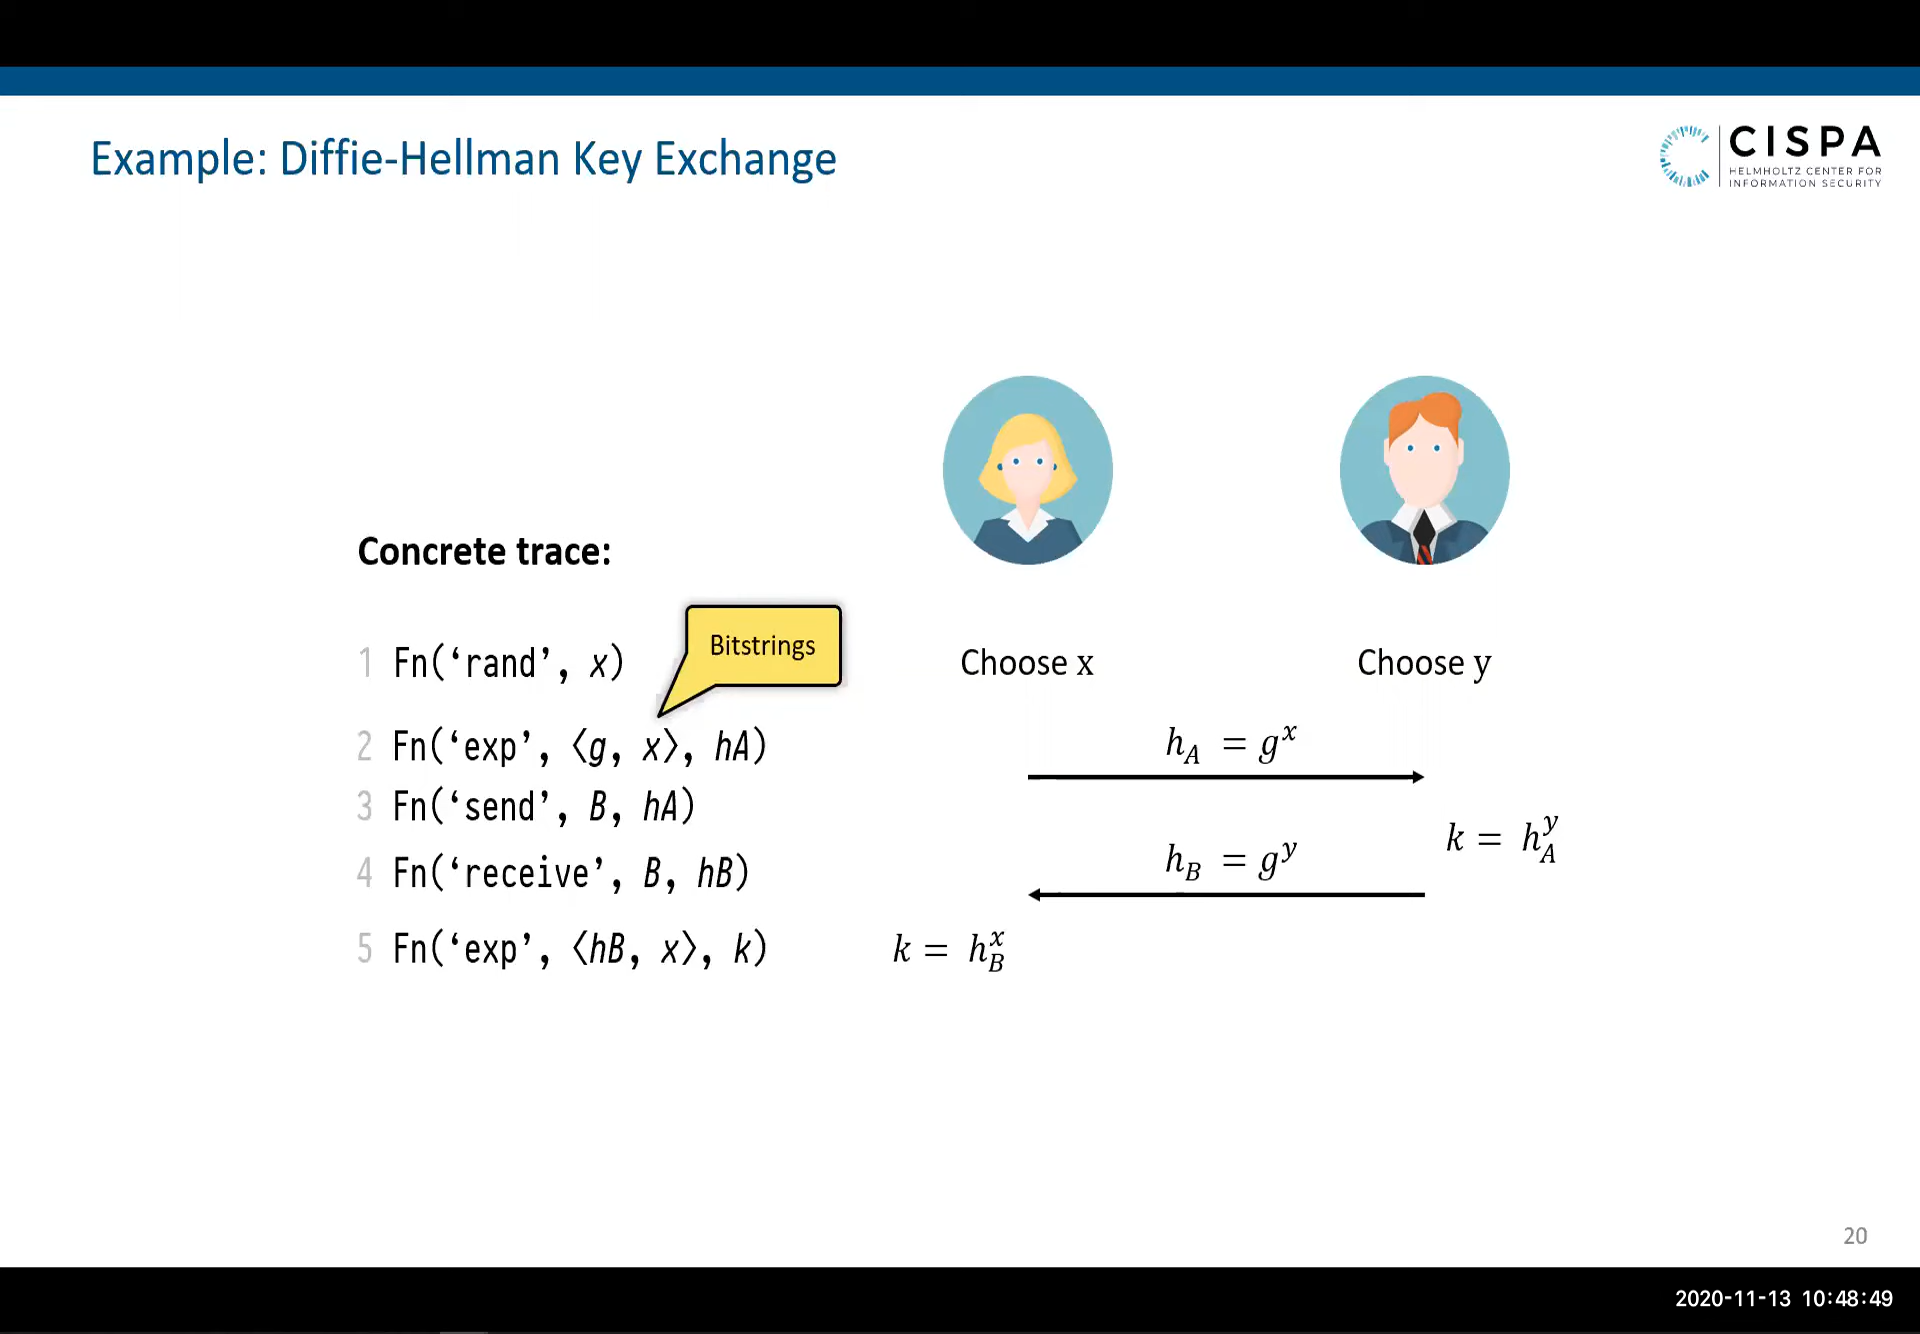 Example: Diffie-Hellman Key Exchange
CISPA
HELMHOLTZ CENTER FOR
INFORMATION SECURITY
Concrete trace:
Bitstrings
1 Fn(‘rand’, x)
Choose x
Choose y
2 Fn(‘exp’, ⟨g, x⟩, hA)
h_A = g^x
3 Fn(‘send’, B, hA)
k = h_A^y
4 Fn(‘receive’, B, hB)
h_B = g^y
5 Fn(‘exp’, ⟨hB, x⟩, k)
k = h_B^x
20
2020-11-13 10:48:49